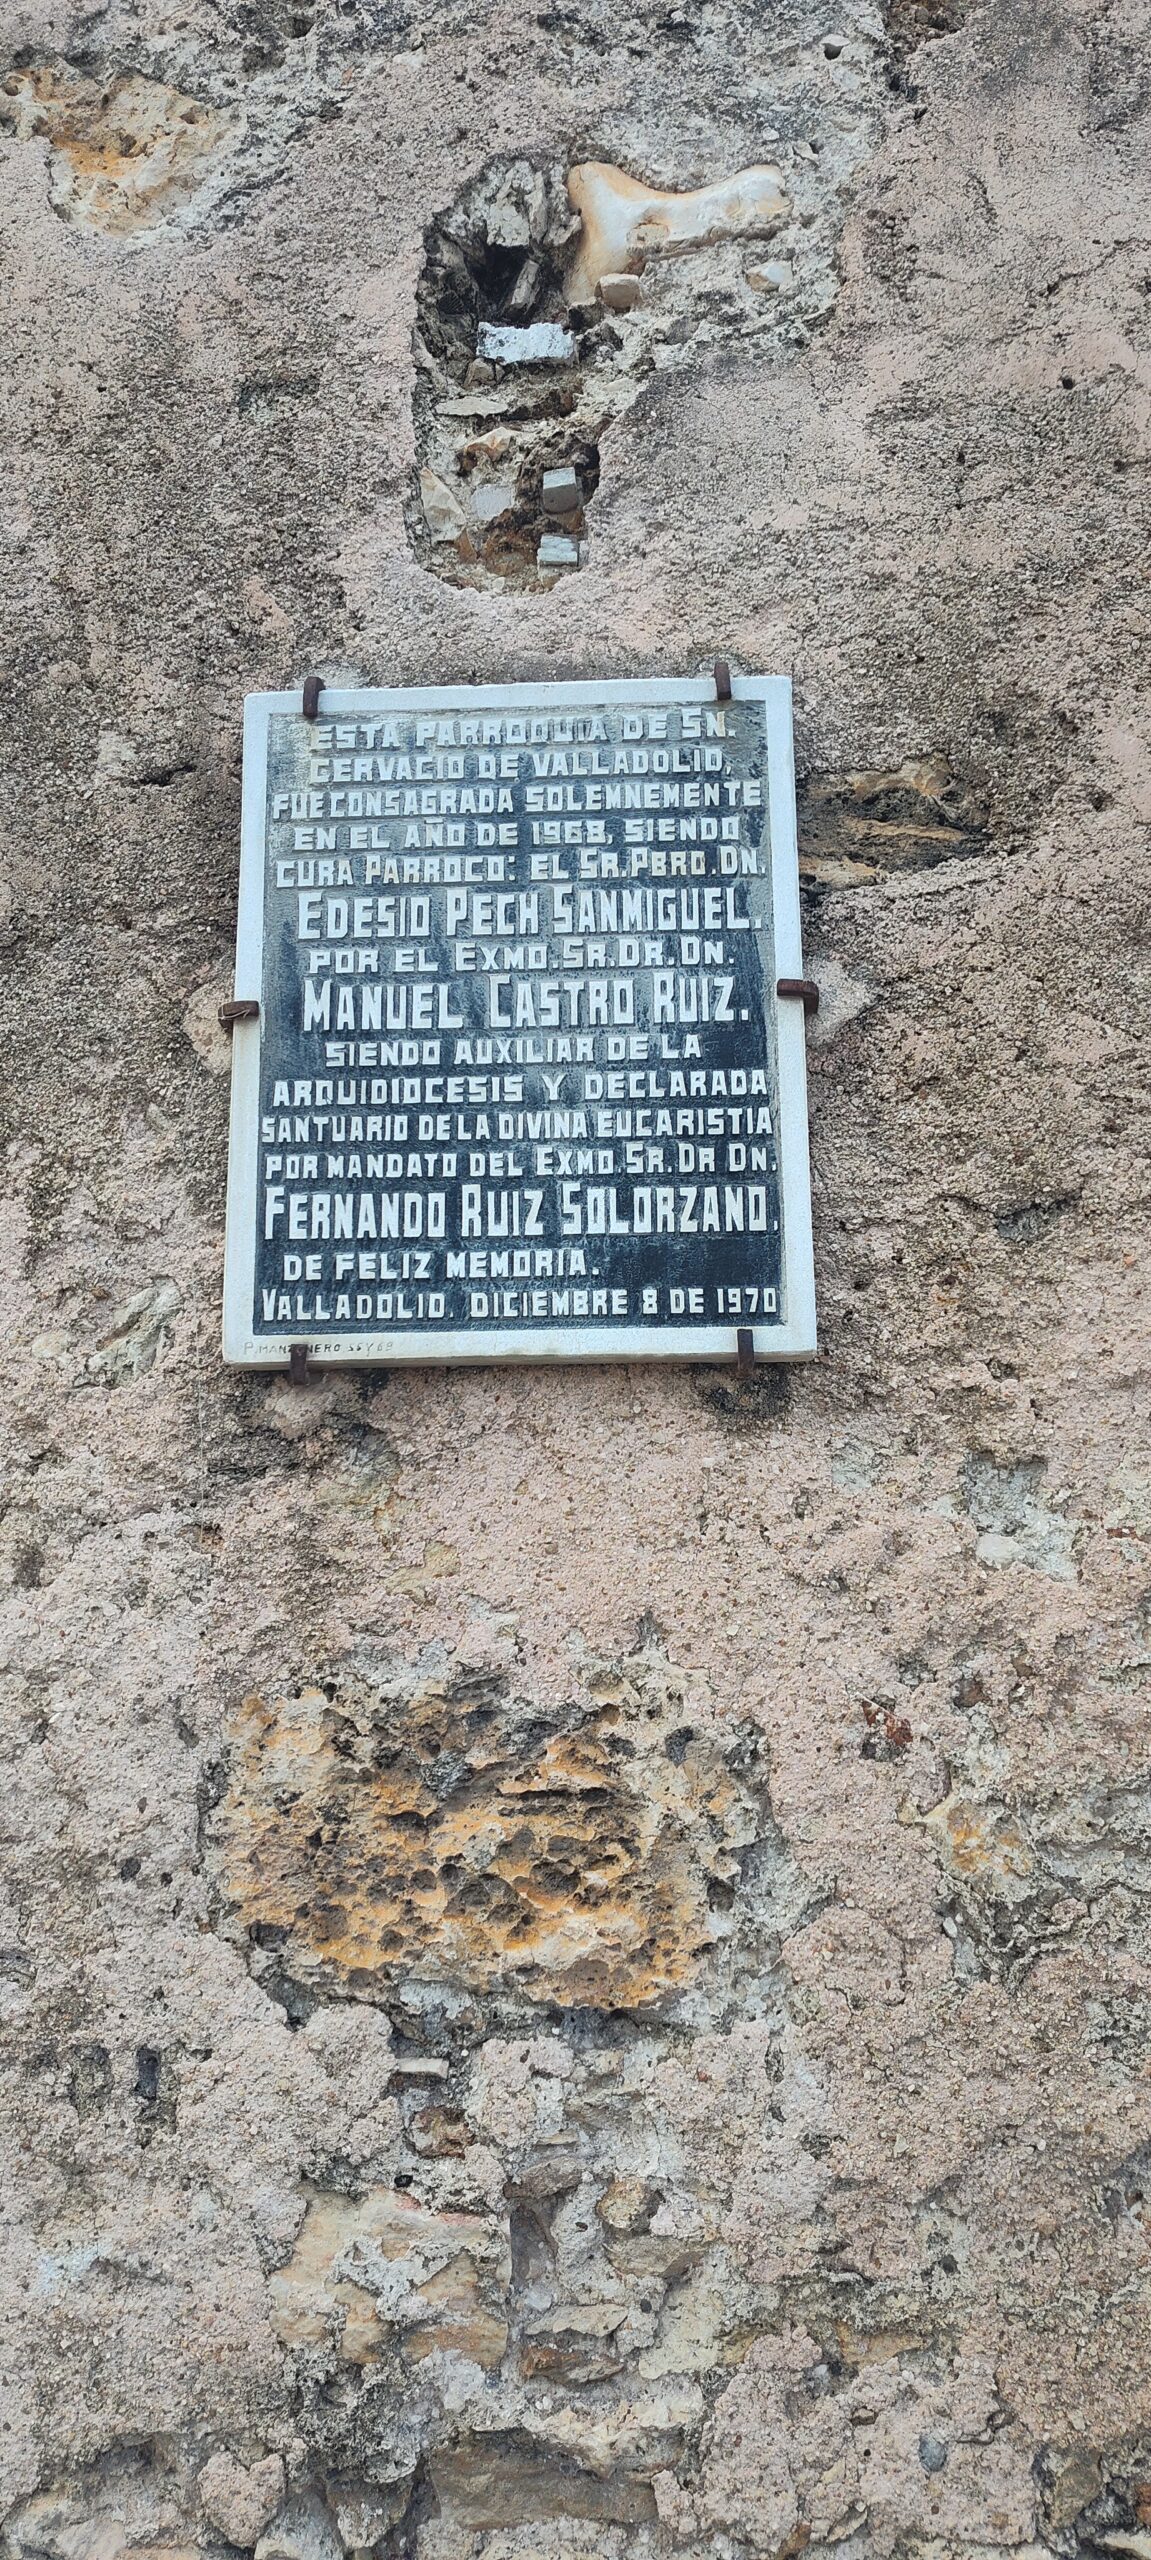 ESTA PARROQUIA DE SN.
GERVACIO DE VALLADOLID,
FUE CONSAGRADA SOLEMNEMENTE
EN EL AÑO DE 1968, SIENDO
CURA PARROCO: EL SR. PBRO. DN.
EDESIO PECH SANMIGUEL.
POR EL EXMO. SR. DR. DN.
MANUEL CASTRO RUIZ.
SIENDO AUXILIAR DE LA
ARQUIDIOCESIS Y DECLARADA
SANTUARIO DE LA DIVINA EUCARISTIA
POR MANDATO DEL EXMO. SR. DR DN.
FERNANDO RUIZ SOLORZANO.
DE FELIZ MEMORIA.
VALLADOLID. DICIEMBRE 8 DE 1970
P. MANZONERO